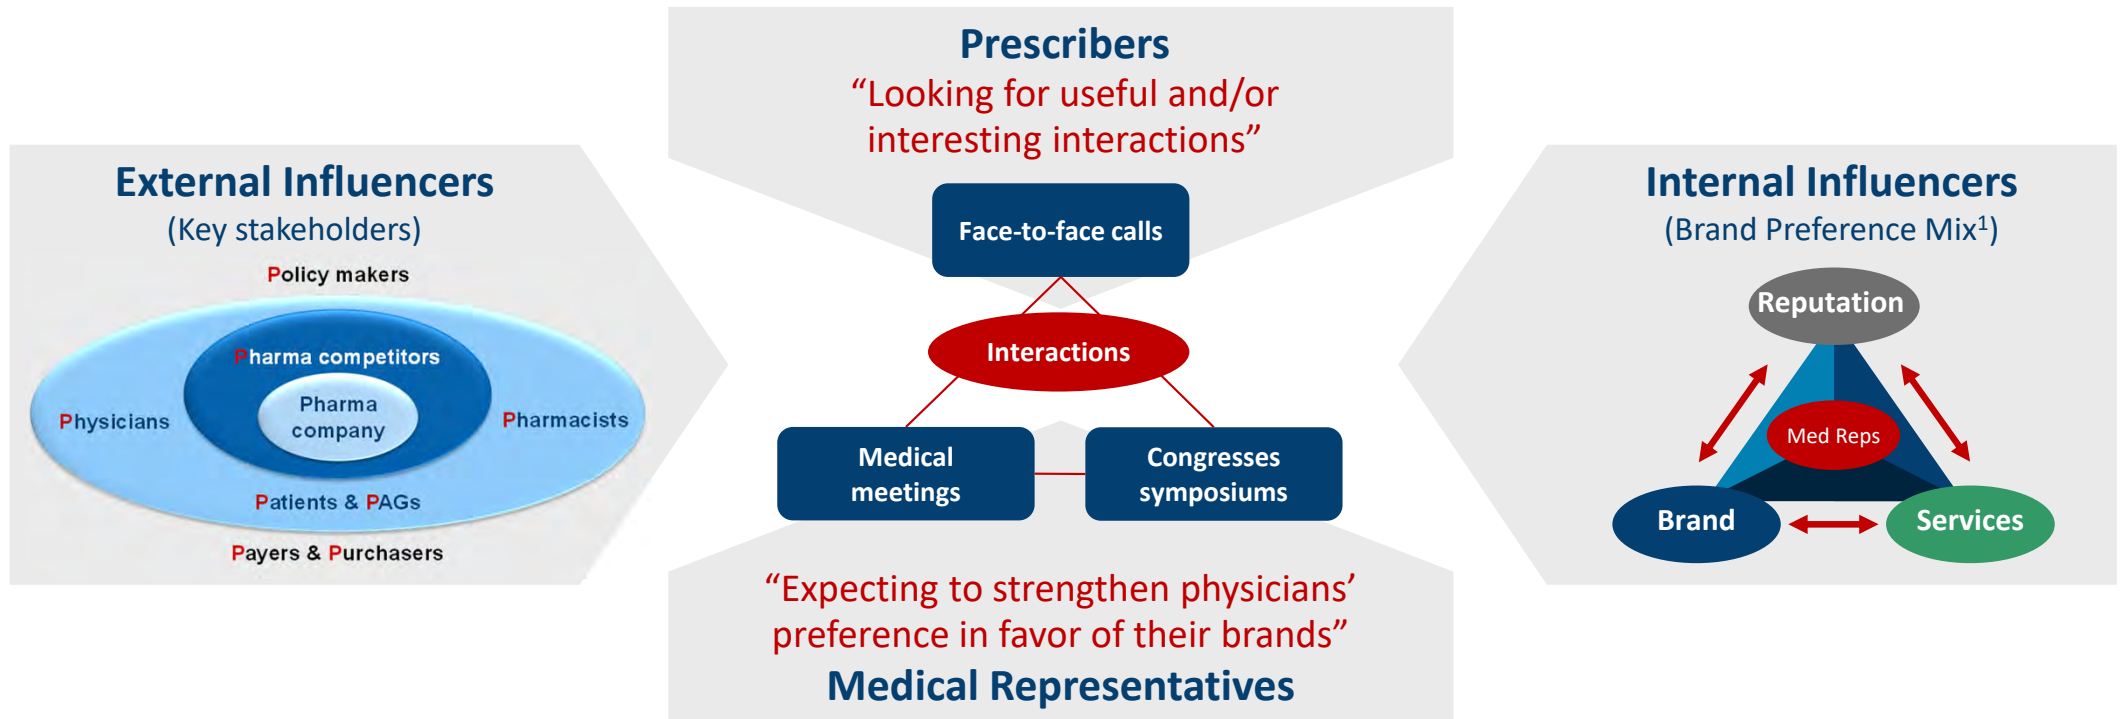 Prescribers
“Looking for useful and/or
interesting interactions”
External Influencers
(Key stakeholders)
Policy makers
Pharma competitors
Pharma
company
Physicians
Pharmacists
Patients & PAGs
Payers & Purchasers
Face-to-face calls
Interactions
Medical
meetings
Congresses
symposiums
“Expecting to strengthen physicians’
preference in favor of their brands”
Medical Representatives
Internal Influencers
(Brand Preference Mix¹)
Reputation
Med Reps
Brand
Services